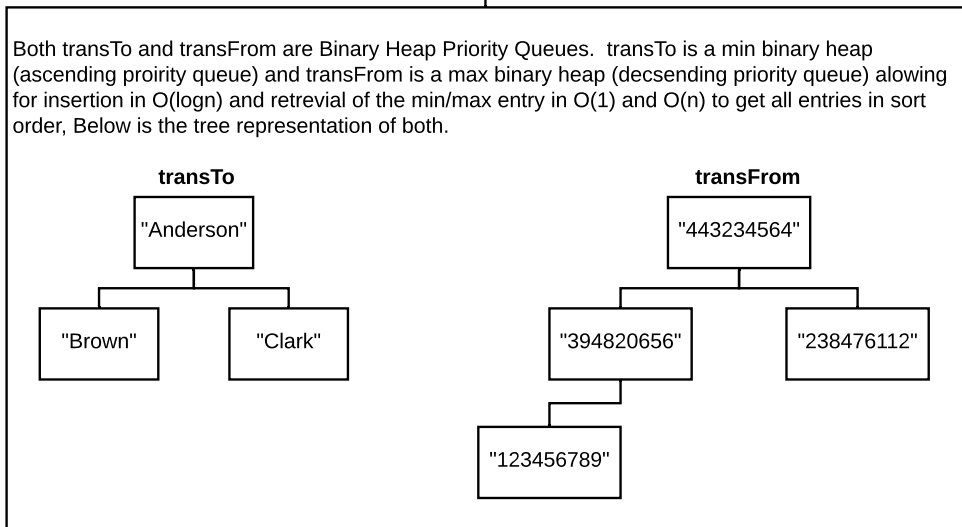 Both transTo and transFrom are Binary Heap Priority Queues.  transTo is a min binary heap
(ascending proirity queue) and transFrom is a max binary heap (decsending priority queue) alowing
for insertion in O(logn) and retrevial of the min/max entry in O(1) and O(n) to get all entries in sort
order, Below is the tree representation of both.
transTo
transFrom
"Anderson"
"443234564"
"Brown"
"Clark"
"394820656"
"238476112"
"123456789"